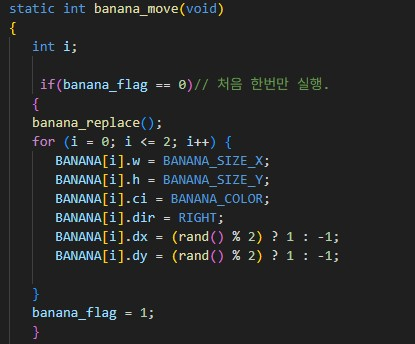 static int banana_move(void)
{
int i;
if(banana_flag == 0)// 처음 한번만 실행.
{
banana_replace();
for (i = 0; i <= 2; i++) {
BANANA[i].w = BANANA_SIZE_X;
BANANA[i].h = BANANA_SIZE_Y;
BANANA[i].ci = BANANA_COLOR;
BANANA[i].dir = RIGHT;
BANANA[i].dx = (rand() % 2) ? 1 : -1;
BANANA[i].dy = (rand() % 2) ? 1 : -1;
}
banana_flag = 1;
}